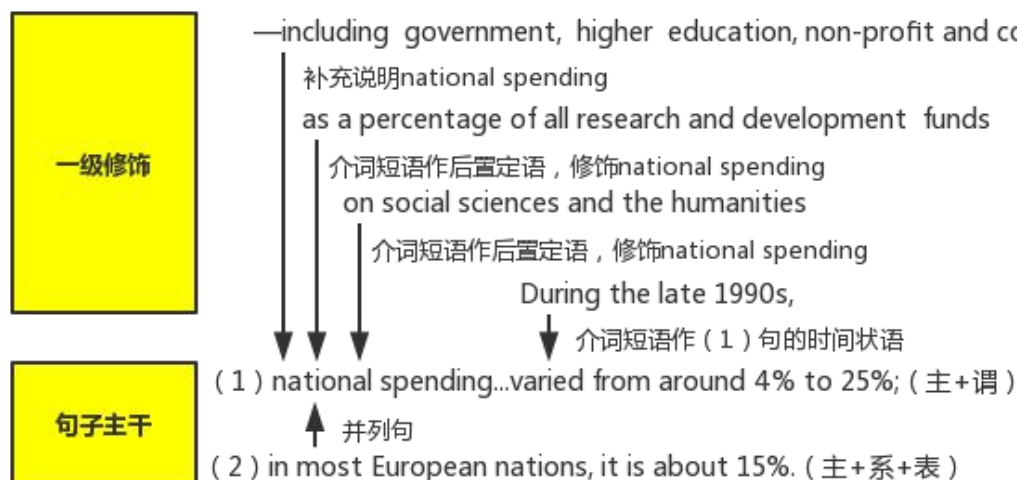 —including government, higher education, non-profit and
补充说明national spending
as a percentage of all research and development funds
一级修饰
介词短语作后置定语，修饰national spending
on social sciences and the humanities
介词短语作后置定语，修饰national spending
During the late 1990s,
介词短语作（1）句的时间状语
（1）national spending...varied from around 4% to 25%;（主+谓）
句子主干
并列句
（2）in most European nations, it is about 15%.（主+系+表）